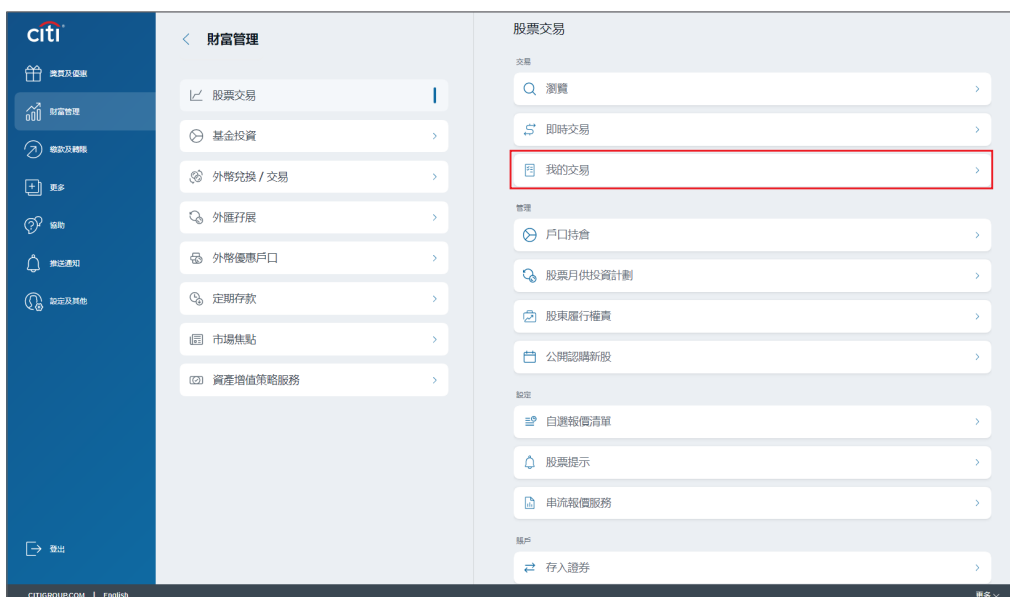 citi
獎賞及優惠
財富管理
繳款及轉賬
更多
協助
推送通知
設定及其他
登出
財富管理
股票交易
基金投資
外幣兌換 / 交易
外匯孖展
外幣優惠戶口
定期存款
市場焦點
資產增值策略服務
股票交易
交易
瀏覽
即時交易
我的交易
管理
戶口持倉
股票月供投資計劃
股東履行權責
公開認購新股
設定
自選報價清單
股票提示
串流報價服務
賬戶
存入證券
CITIGROUP.COM | English
更多